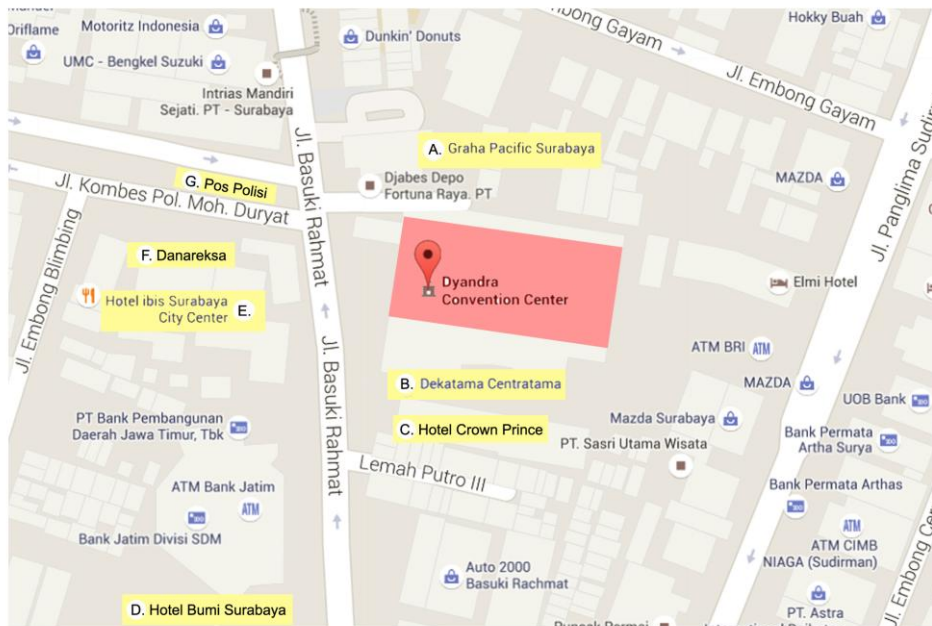 Oriflame
Motoritz Indonesia
UMC - Bengkel Suzuki
Intrias Mandiri
Sejati. PT - Surabaya
Dunkin' Donuts
Hokky Buah
Jl. Embong Gayam
Jl. Embong Gayam
Jl. Basuki Rahmat
A. Graha Pacific Surabaya
Djabes Depo
Fortuna Raya. PT
MAZDA
G. Pos Polisi
Jl. Kombes Pol. Moh. Duryat
F. Danareksa
Hotel ibis Surabaya
City Center E.
Jl. Embong Blimbing
Dyandra
Convention Center
Elmi Hotel
ATM BRI ATM
MAZDA
UOB Bank
Jl. Basuki Rahmat
B. Dekatama Centratama
C. Hotel Crown Prince
Mazda Surabaya
PT. Sasri Utama Wisata
Bank Permata
Artha Surya
Bank Permata Arthas
PT Bank Pembangunan
Daerah Jawa Timur, Tbk
Lemah Putro III
ATM Bank Jatim
ATM
Bank Jatim Divisi SDM
ATM
ATM CIMB
NIAGA (Sudirman)
Auto 2000
Basuki Rachmat
PT. Astra
D. Hotel Bumi Surabaya